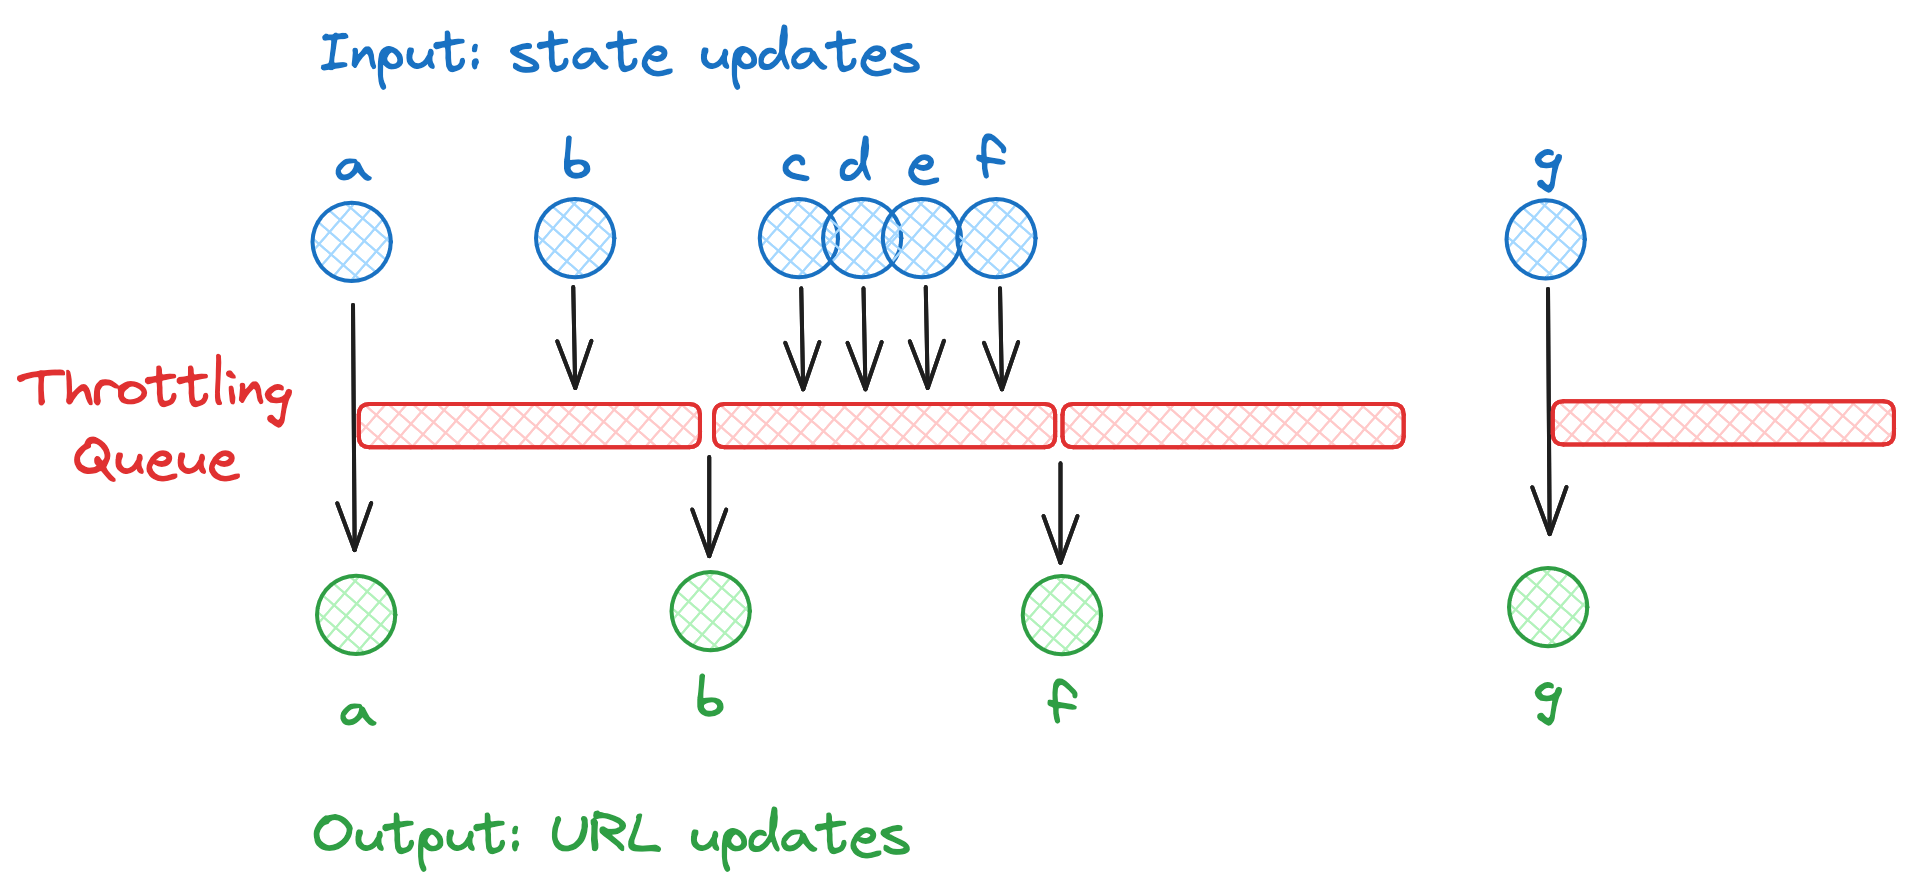 Input: state updates
a b c d e f g
Throttling
Queue
a b f g
Output: URL updates